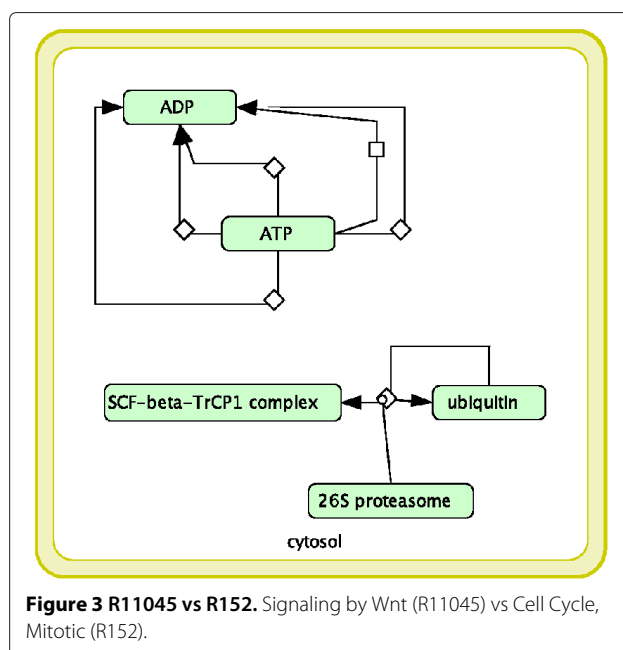 ADP
ATP
SCF-beta-TrCP1 complex
ubiquitin
26S proteasome
cytosol
Figure 3 R11045 vs R152. Signaling by Wnt (R11045) vs Cell Cycle,
Mitotic (R152).